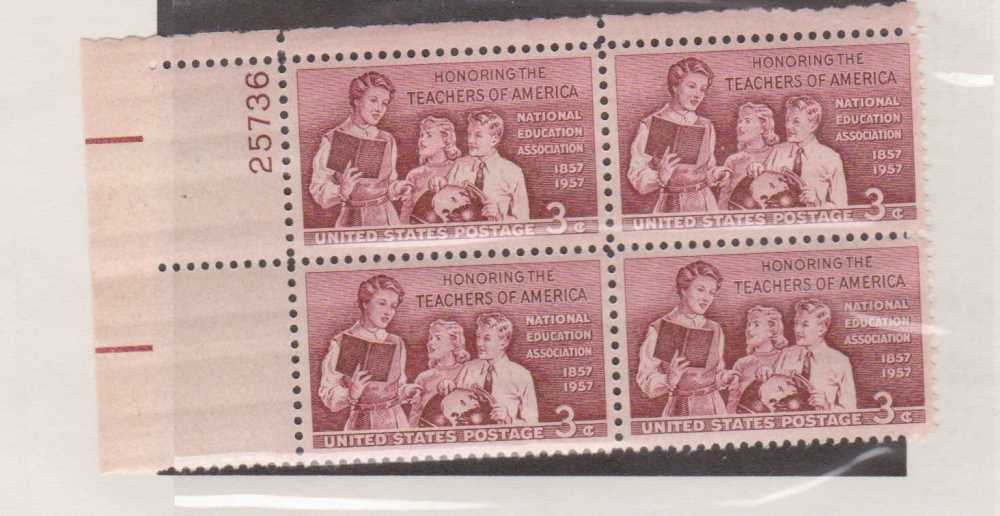 25736
HONORING THE
TEACHERS OF AMERICA
NATIONAL
EDUCATION
ASSOCIATION
1857
1957
3¢
UNITED STATES POSTAGE
HONORING THE
TEACHERS OF AMERICA
NATIONAL
EDUCATION
ASSOCIATION
1857
1957
3¢
UNITED STATES POSTAGE
HONORING THE
TEACHERS OF AMERICA
NATIONAL
EDUCATION
ASSOCIATION
1857
1957
3¢
UNITED STATES POSTAGE
HONORING THE
TEACHERS OF AMERICA
NATIONAL
EDUCATION
ASSOCIATION
1857
1957
3¢
UNITED STATES POSTAGE